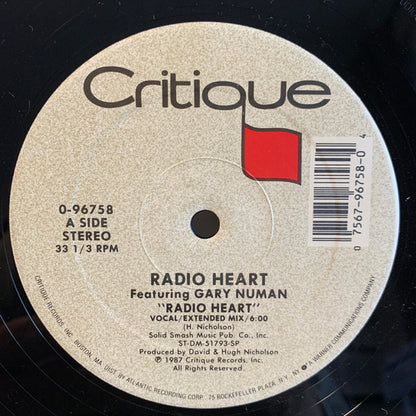 Critique
0-96758
A SIDE
STEREO
33 1/3 RPM
0 7567-96758-0 4
RADIO HEART
Featuring GARY NUMAN
"RADIO HEART"
VOCAL/EXTENDED MIX/6:00
(H. Nicholson)
Solid Smash Music Pub. Co., Inc.
ST-DM-51793-SP
Produced by David & Hugh Nicholson
℗ 1987 Critique Records, Inc.
All Rights Reserved.
CRITIQUE RECORDS, INC. BOSTON, MA. DIST. BY ATLANTIC RECORDING CORP. 75 ROCKEFELLER PLAZA, N.Y., N.Y. A WARNER COMMUNICATIONS COMPANY